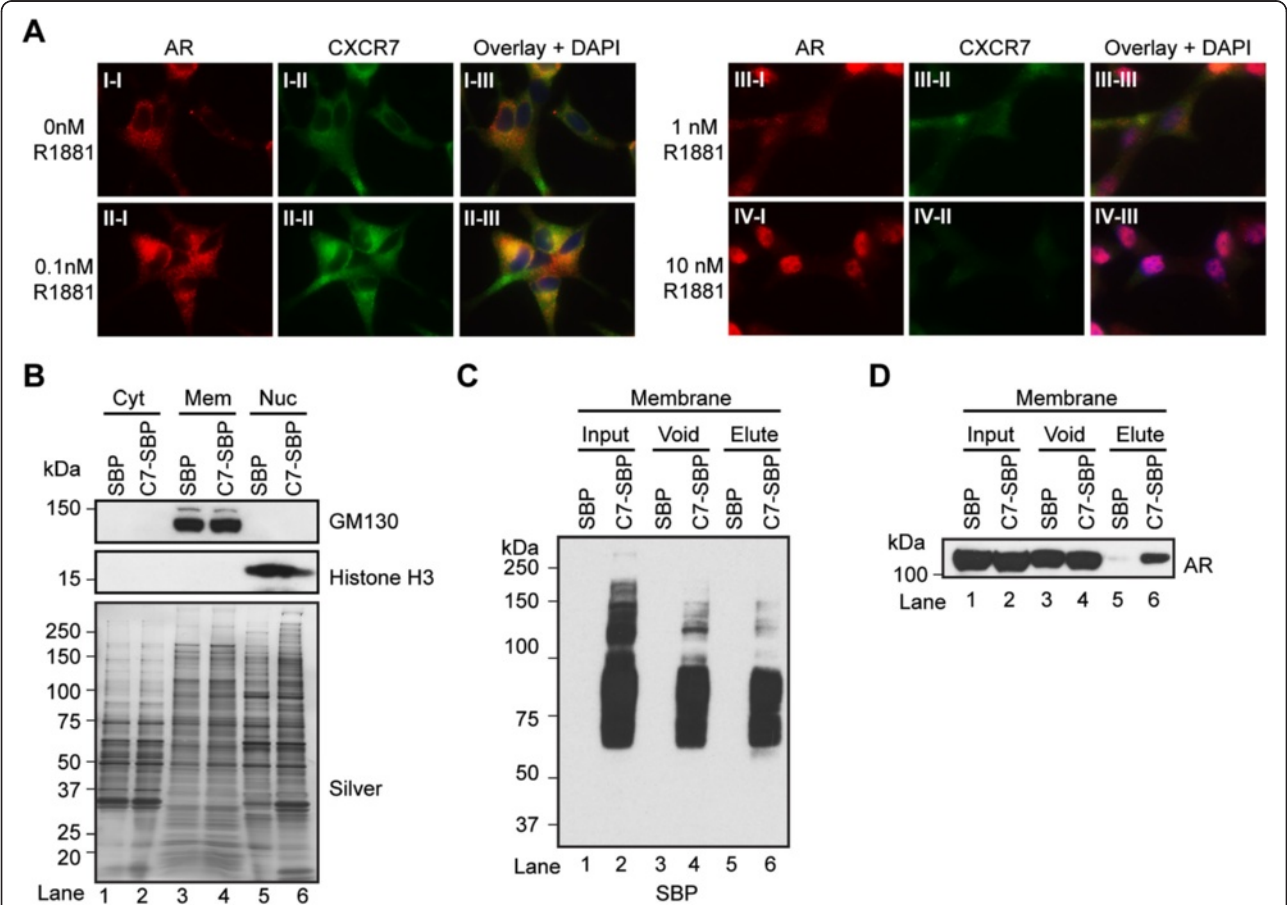 A
AR CXCR7 Overlay + DAPI
0nM
R1881
I-I I-II I-III
0.1nM
R1881
II-I II-II II-III
AR CXCR7 Overlay + DAPI
1 nM
R1881
III-I III-II III-III
10 nM
R1881
IV-I IV-II IV-III
B
Cyt Mem Nuc
kDa
SBP C7-SBP SBP C7-SBP SBP C7-SBP
150
GM130
15
Histone H3
250
150
100
75
50
37
25
20
Silver
Lane 1 2 3 4 5 6
C
Membrane
Input Void Elute
SBP C7-SBP SBP C7-SBP SBP C7-SBP
kDa
250
150
100
75
50
37
Lane 1 2 3 4 5 6
SBP
D
Membrane
Input Void Elute
SBP C7-SBP SBP C7-SBP SBP C7-SBP
kDa
100
AR
Lane 1 2 3 4 5 6